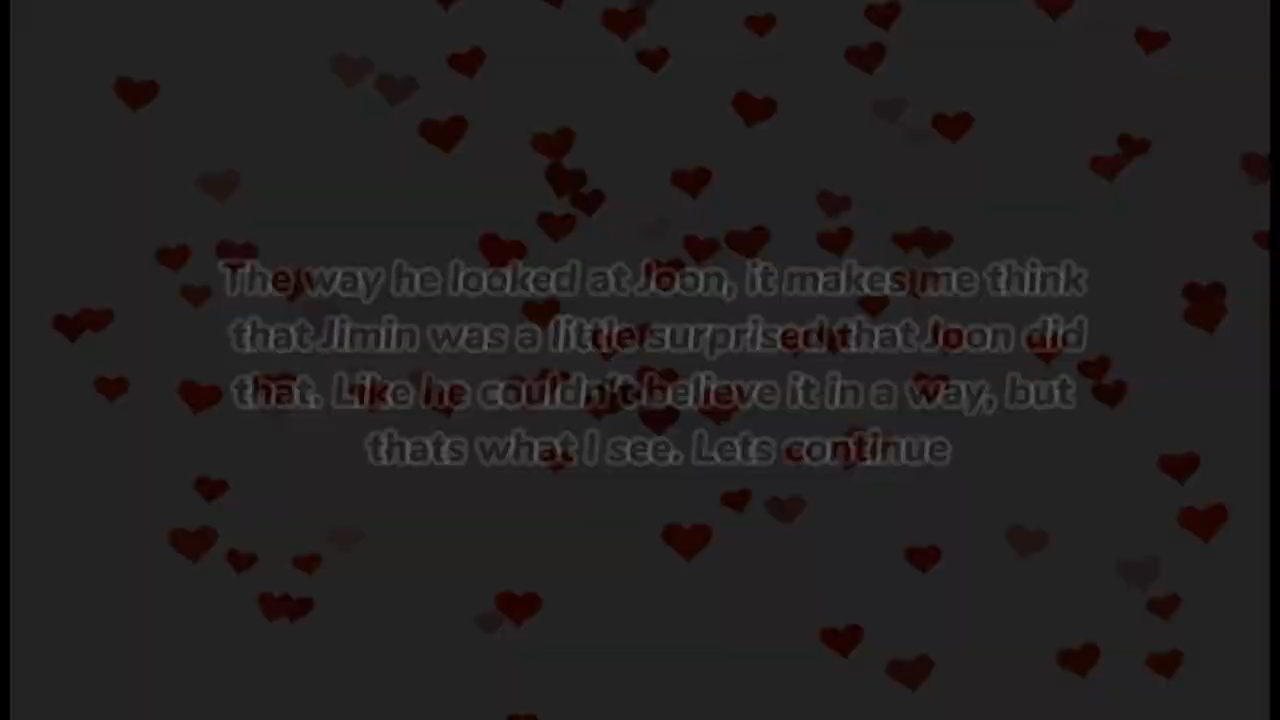 The way he looked at Joon, it makes me think
that Jimin was a little surprised that Joon did
that. Like he couldn't believe it in a way, but
thats what I see. Lets continue